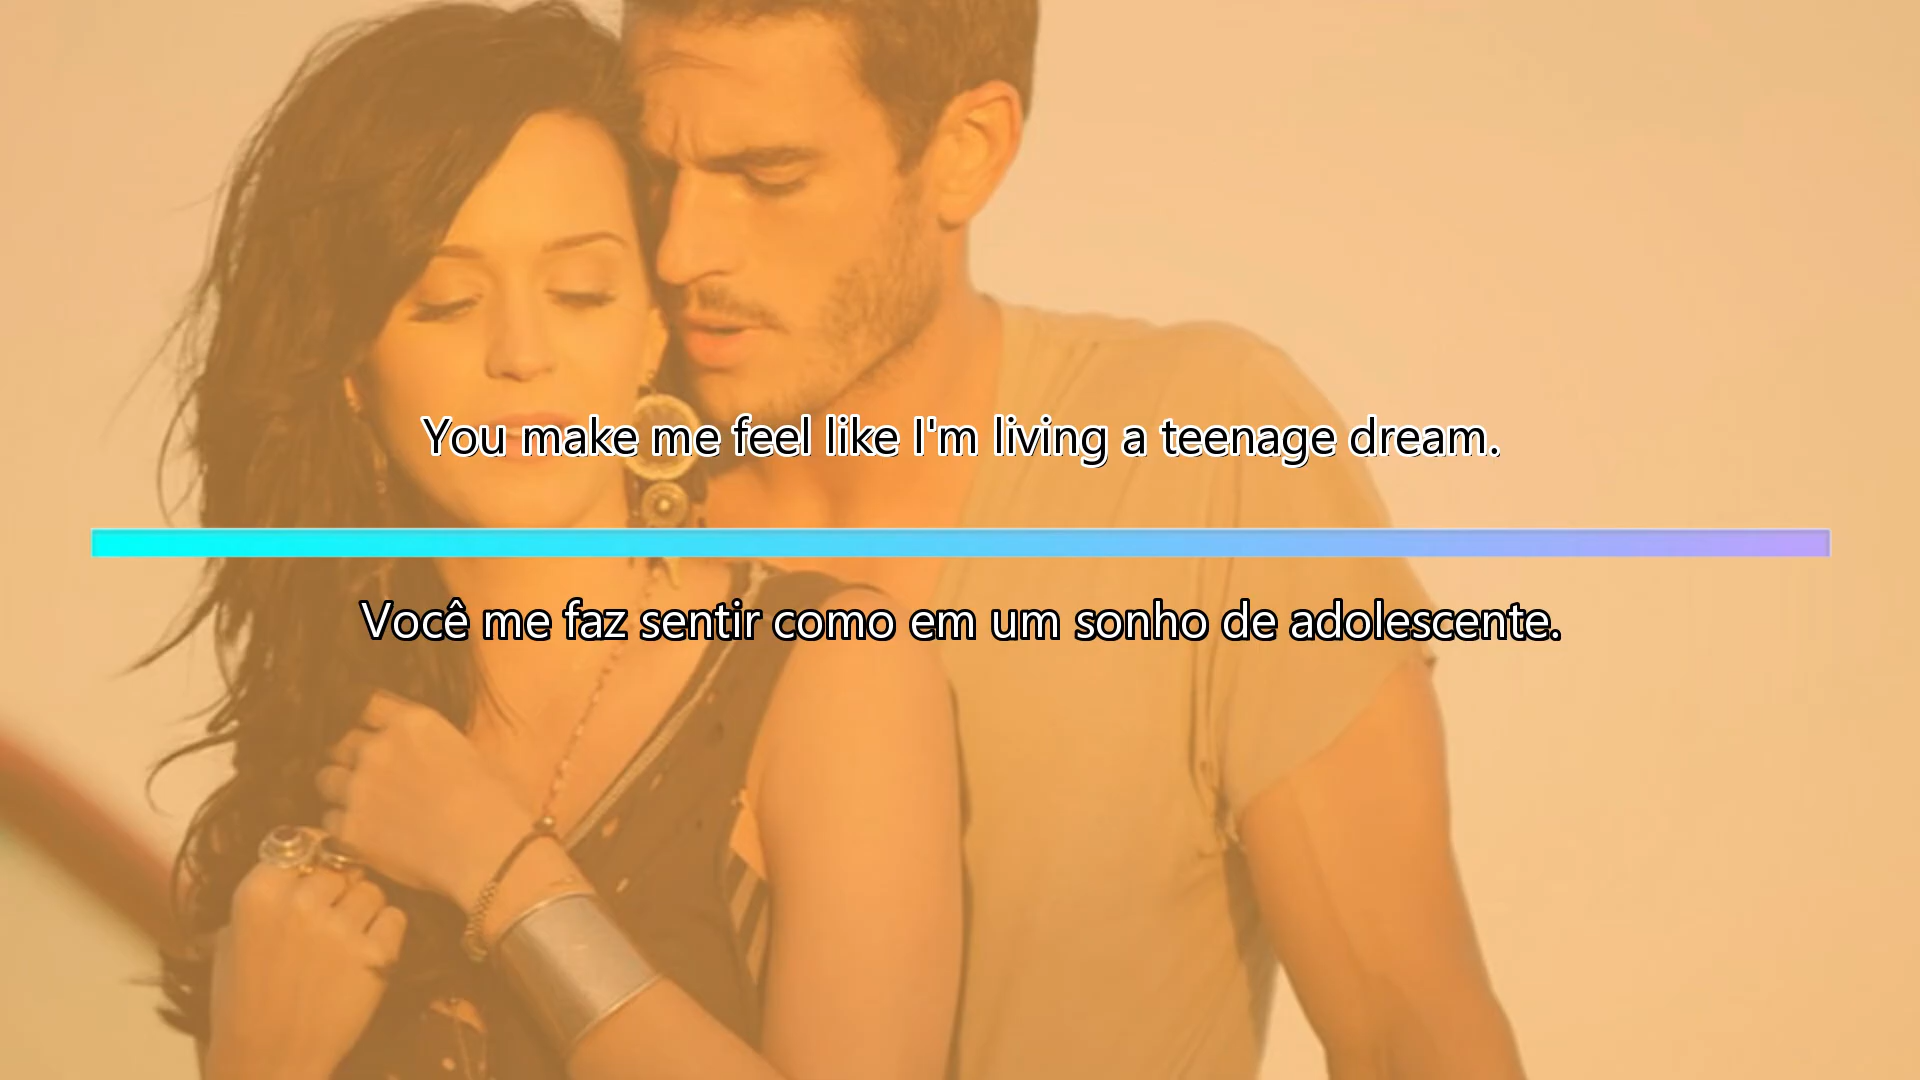 You make me feel like I'm living a teenage dream.
Você me faz sentir como em um sonho de adolescente.